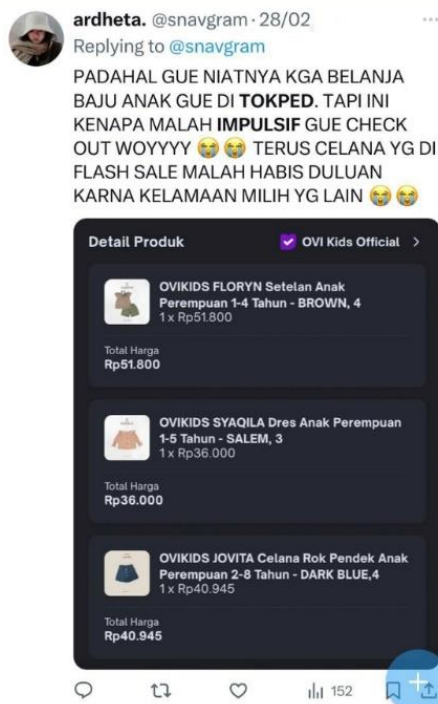 ardheta. @snavgram · 28/02
Replying to @snavgram
PADAHAL GUE NIATNYA KGA BELANJA
BAJU ANAK GUE DI TOKPED. TAPI INI
KENAPA MALAH IMPULSIF GUE CHECK
OUT WOYYYY 😭 😭 TERUS CELANA YG DI
FLASH SALE MALAH HABIS DULUAN
KARNA KELAMAAN MILIH YG LAIN 😭 😭
Detail Produk
OVI Kids Official
OVIKIDS FLORYN Setelan Anak
Perempuan 1-4 Tahun - BROWN, 4
1 x Rp51.800
Total Harga
Rp51.800
OVIKIDS SYAQILA Dres Anak Perempuan
1-5 Tahun - SALEM, 3
1 x Rp36.000
Total Harga
Rp36.000
OVIKIDS JOVITA Celana Rok Pendek Anak
Perempuan 2-8 Tahun - DARK BLUE,4
1 x Rp40.945
Total Harga
Rp40.945
152